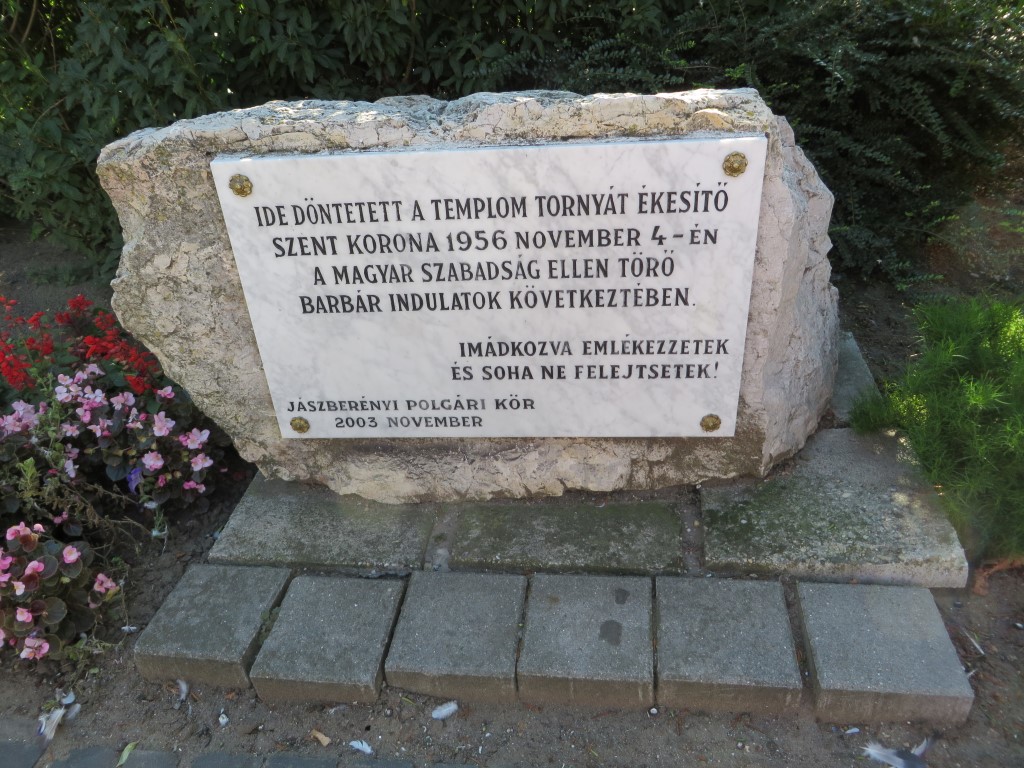 IDE DÖNTETETT A TEMPLOM TORNYÁT ÉKESÍTŐ
SZENT KORONA 1956 NOVEMBER 4-ÉN
A MAGYAR SZABADSÁG ELLEN TÖRŐ
BARBÁR INDULATOK KÖVETKEZTÉBEN.
IMÁDKOZVA EMLÉKEZZETEK
ÉS SOHA NE FELEJTSETEK!
JÁSZBERÉNYI POLGÁRI KÖR
2003 NOVEMBER